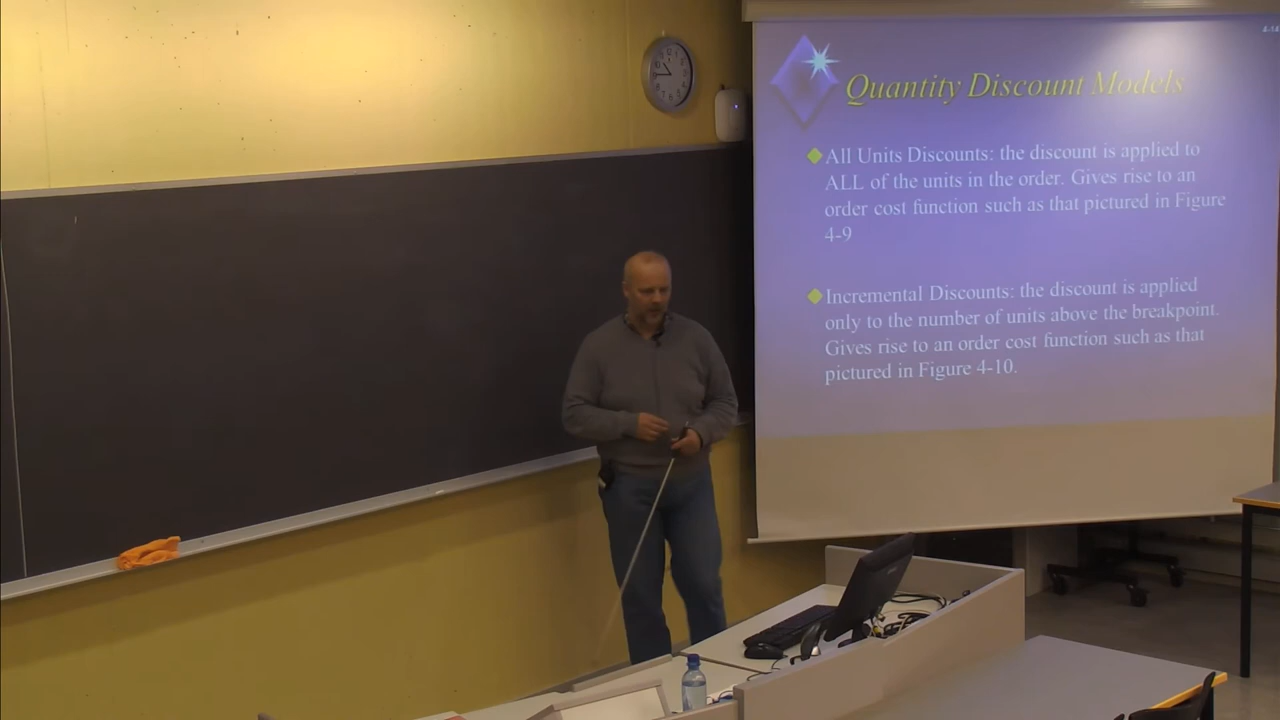 Quantity Discount Models
All Units Discounts: the discount is applied to
ALL of the units in the order. Gives rise to an
order cost function such as that pictured in Figure
4-9
Incremental Discounts: the discount is applied
only to the number of units above the breakpoint.
Gives rise to an order cost function such as that
pictured in Figure 4-10.